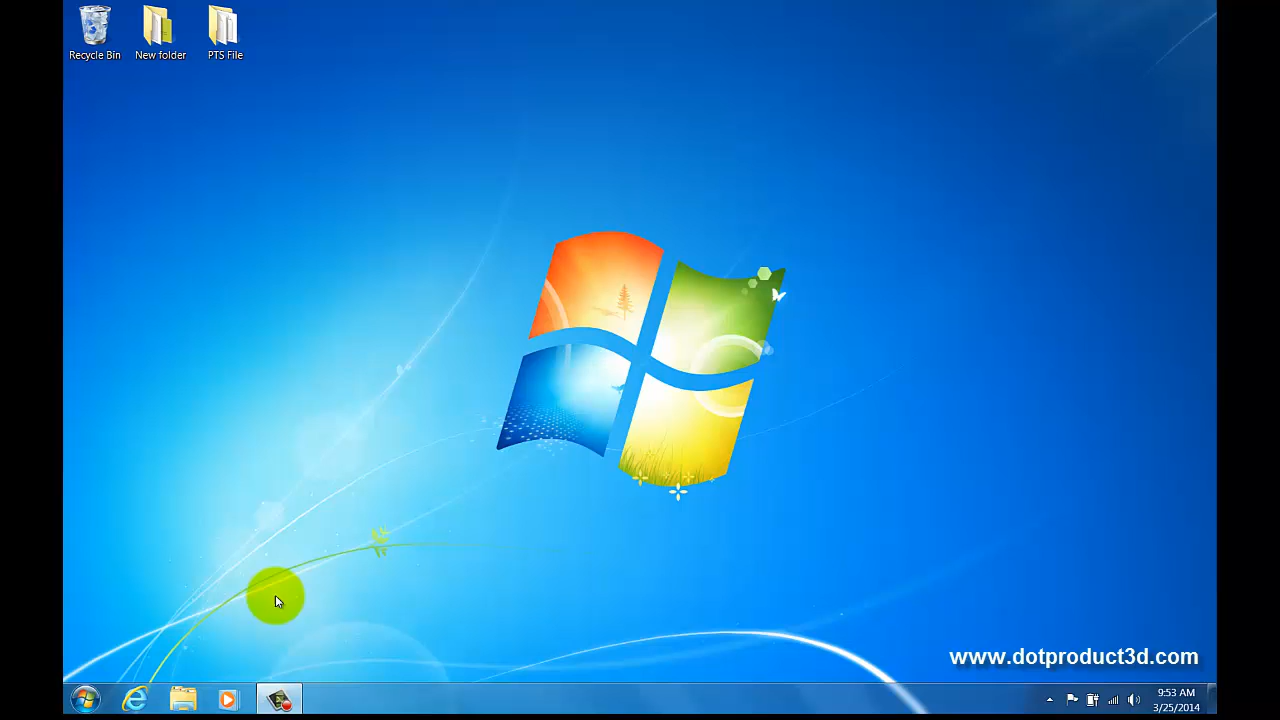 Recycle Bin
New folder
PTS File
www.dotproduct3d.com
9:53 AM
3/25/2014